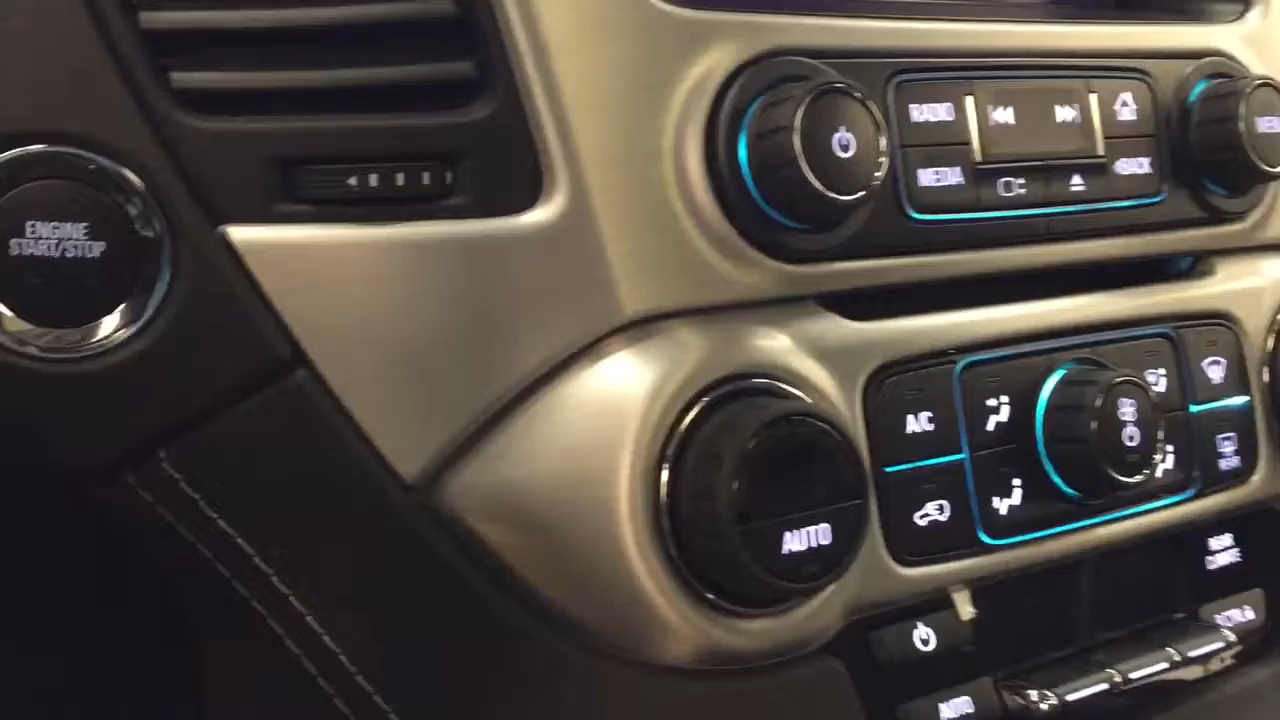 ENGINE
START/STOP
RADIO
MEDIA
BACK
A/C
AUTO
AUTO